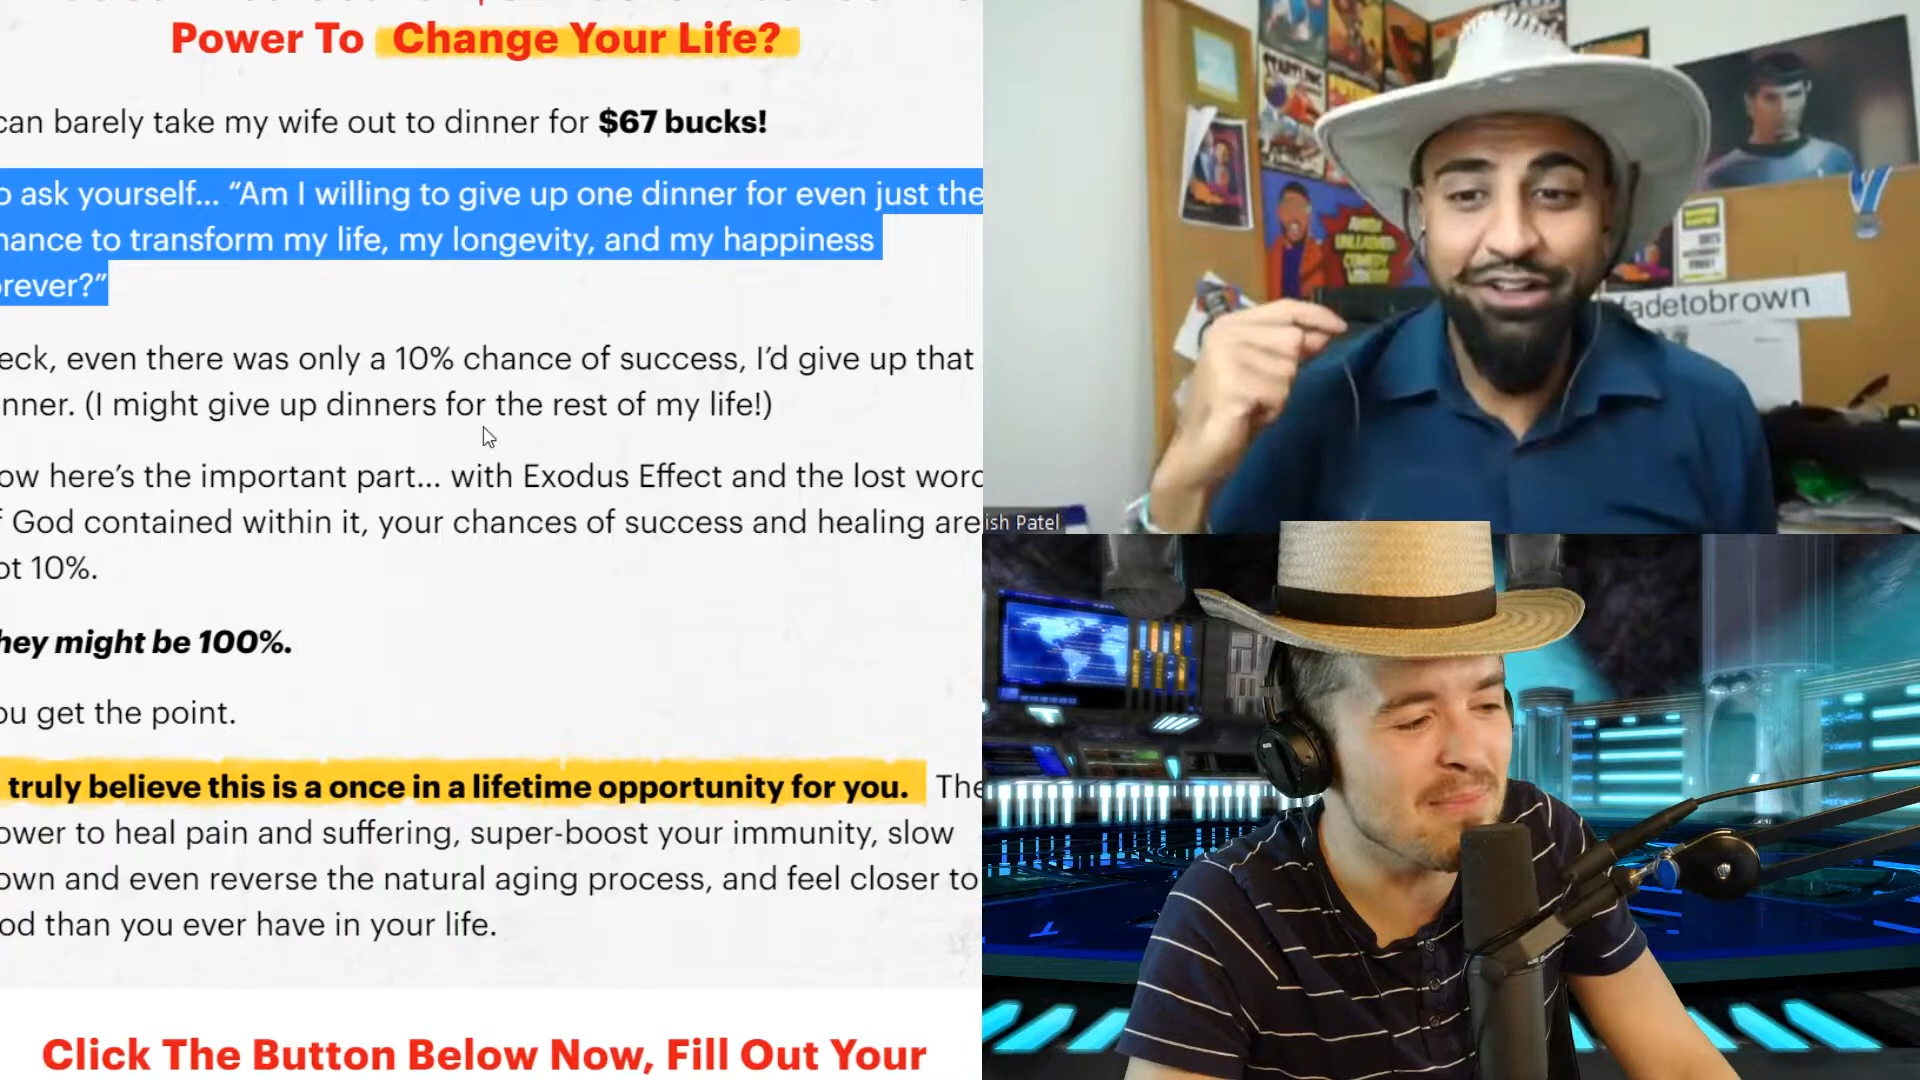 Power To Change Your Life?
can barely take my wife out to dinner for $67 bucks!
o ask yourself... “Am I willing to give up one dinner for even just the
hance to transform my life, my longevity, and my happiness
orever?”
eck, even there was only a 10% chance of success, I’d give up that
nner. (I might give up dinners for the rest of my life!)
ow here’s the important part... with Exodus Effect and the lost word
f God contained within it, your chances of success and healing are
ot 10%.
hey might be 100%.
ou get the point.
truly believe this is a once in a lifetime opportunity for you. The
ower to heal pain and suffering, super-boost your immunity, slow
own and even reverse the natural aging process, and feel closer to
od than you ever have in your life.
Click The Button Below Now, Fill Out Your
STARTLING
UNLEASHED
COMEDY
adetobrown
ish Patel